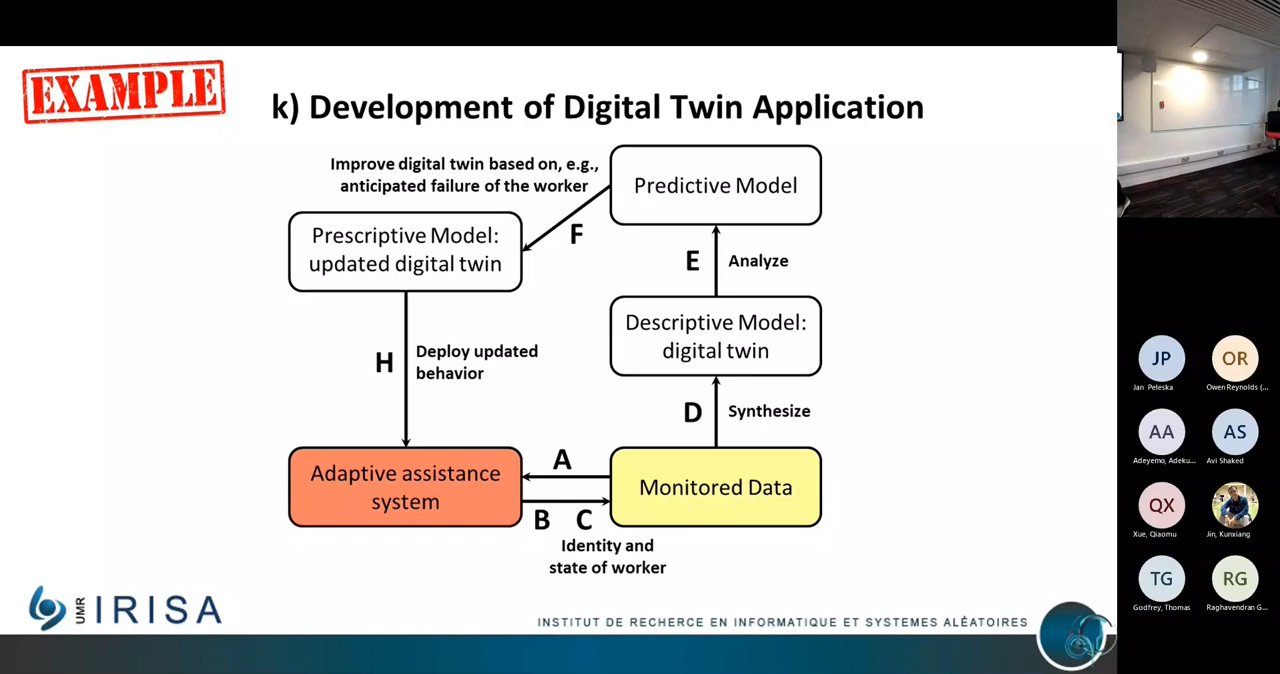 EXAMPLE
k) Development of Digital Twin Application
Improve digital twin based on, e.g.,
anticipated failure of the worker
Predictive Model
F
Prescriptive Model:
updated digital twin
E
Analyze
Descriptive Model:
digital twin
H
Deploy updated
behavior
D
Synthesize
A
Adaptive assistance
system
Monitored Data
B C
Identity and
state of worker
UMR
IRISA
INSTITUT DE RECHERCE EN INFORMATIQUE ET SYSTEMES ALÉATOIRES
JP
OR
Jan Peleska
Owen Reynolds (...
AA
AS
Adeyemo, Adeku...
Avi Shaked
QX
Xue, Qiaomu
Jin, Kunxiang
TG
RG
Godfrey, Thomas
Raghavendran G...